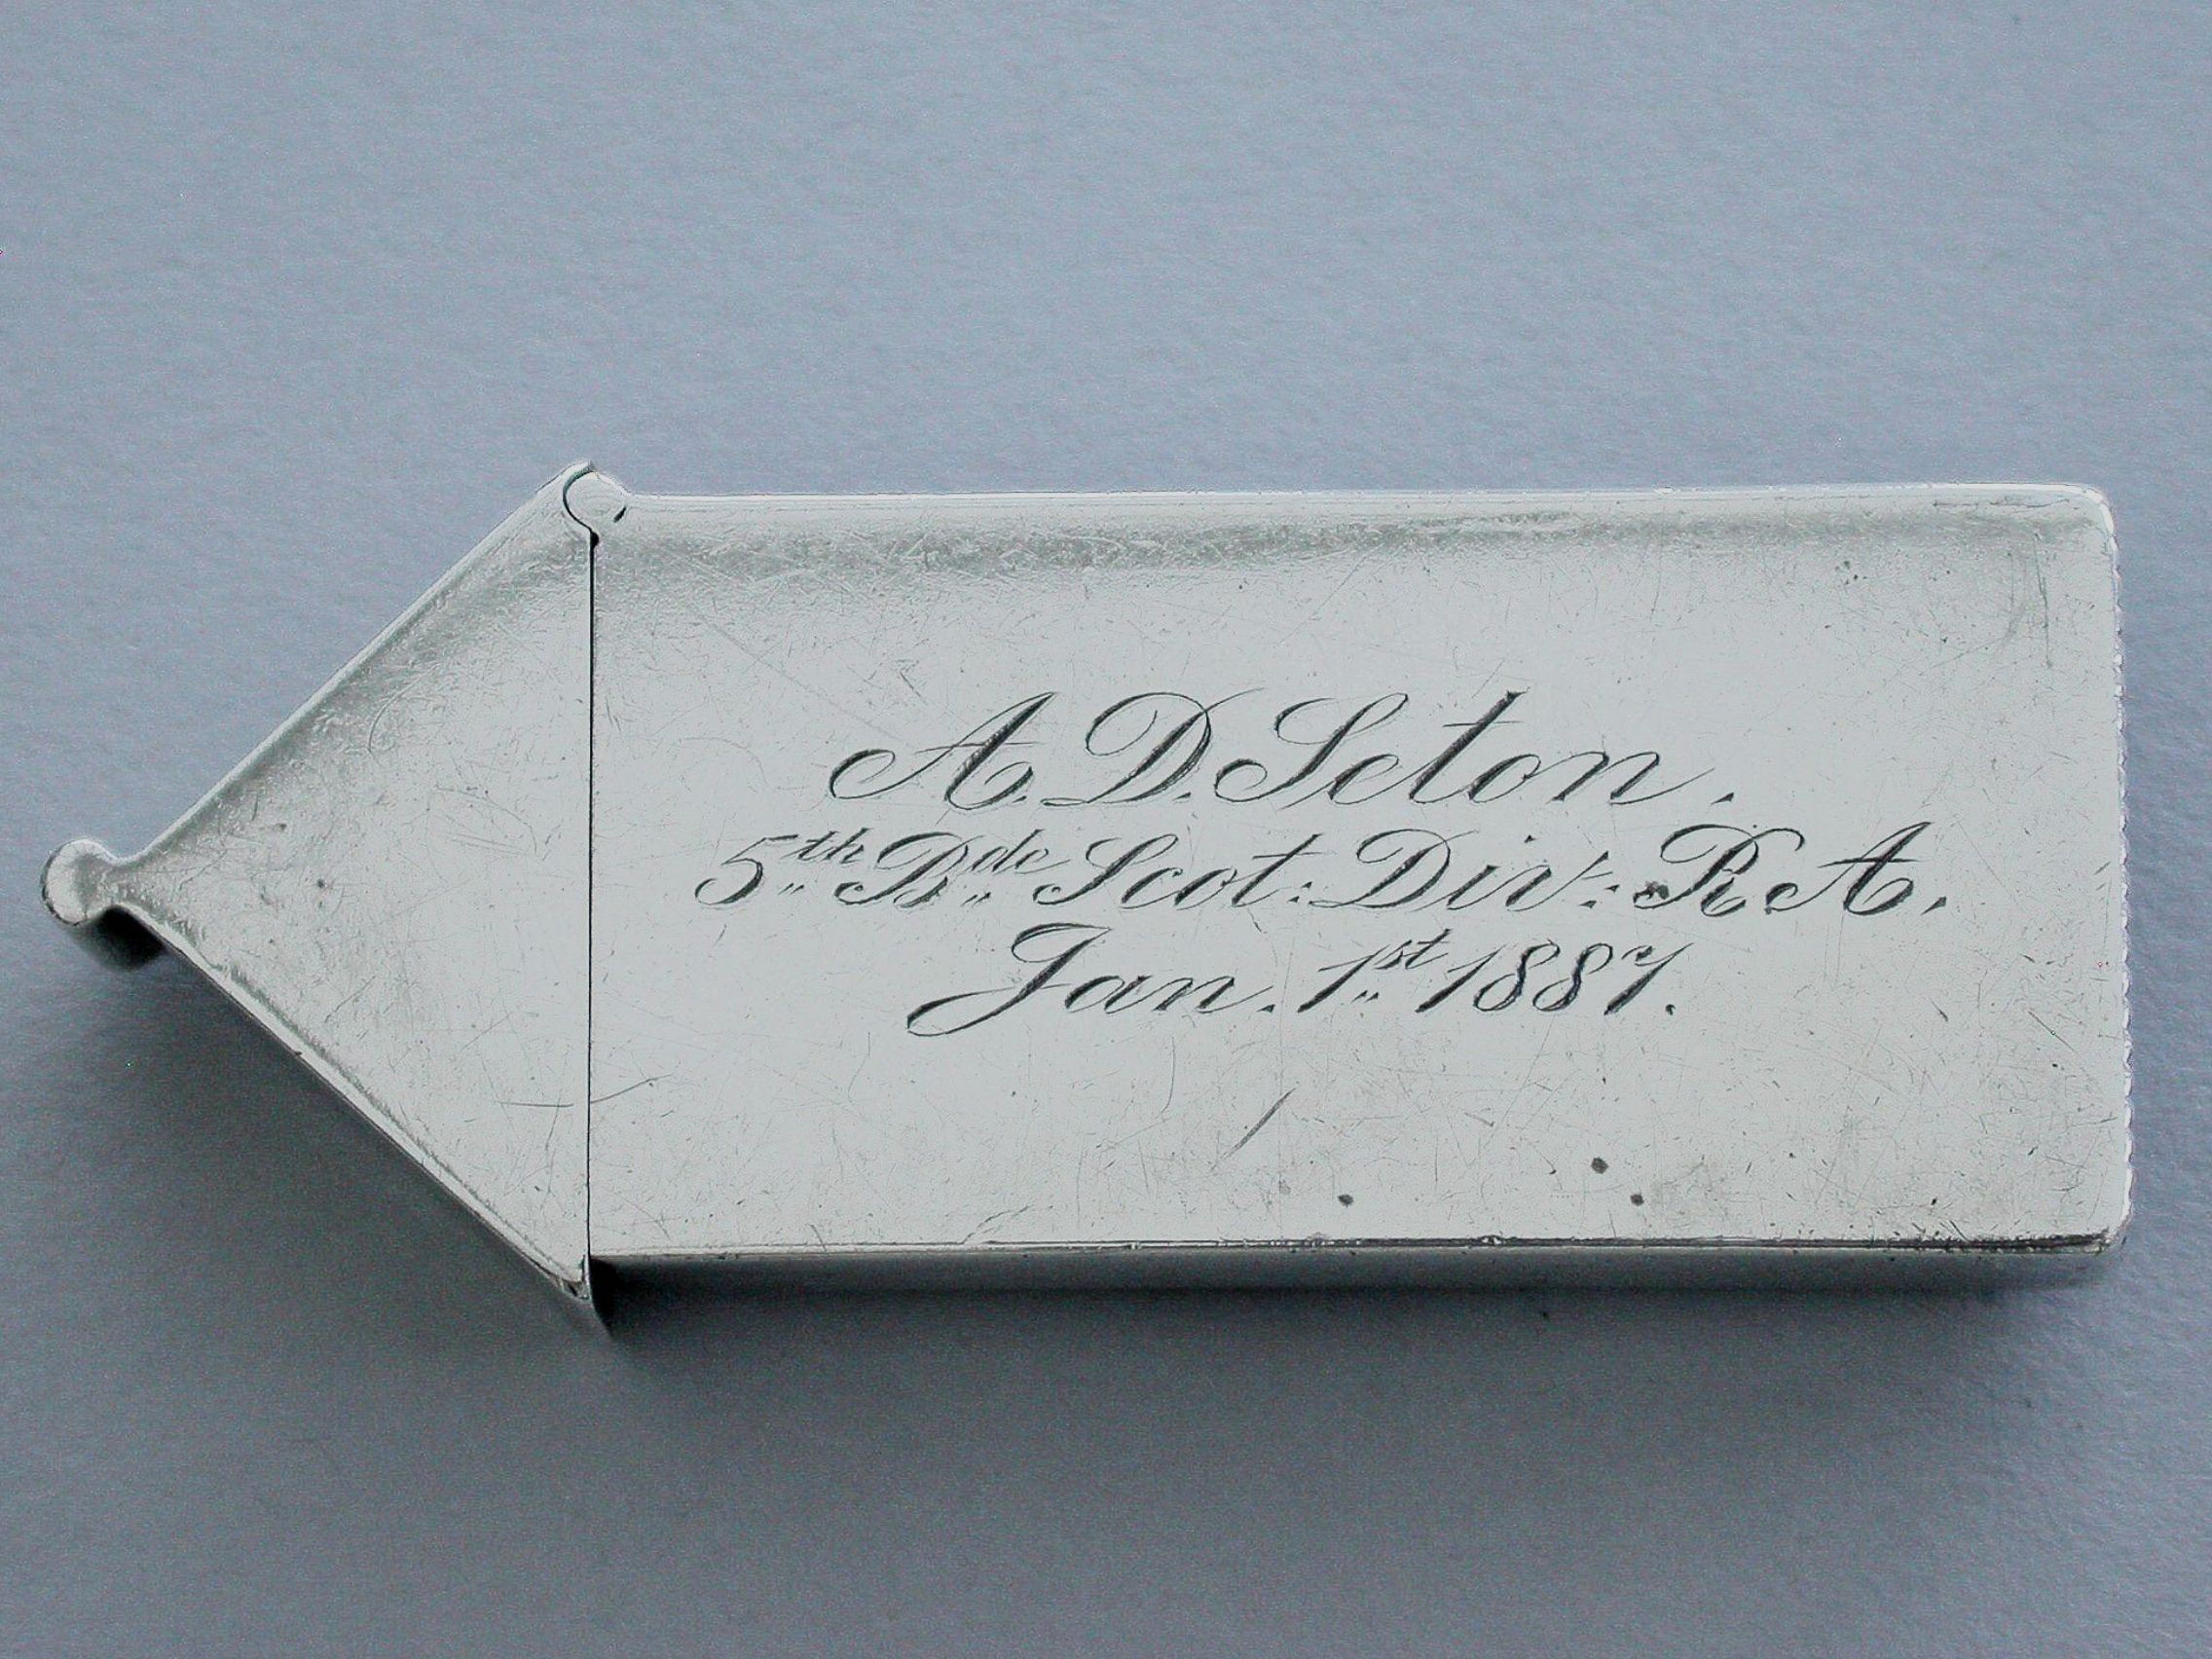 A. D. Seton.
5th Bde Scot: Div: R. A.
Jan. 1st 1887.